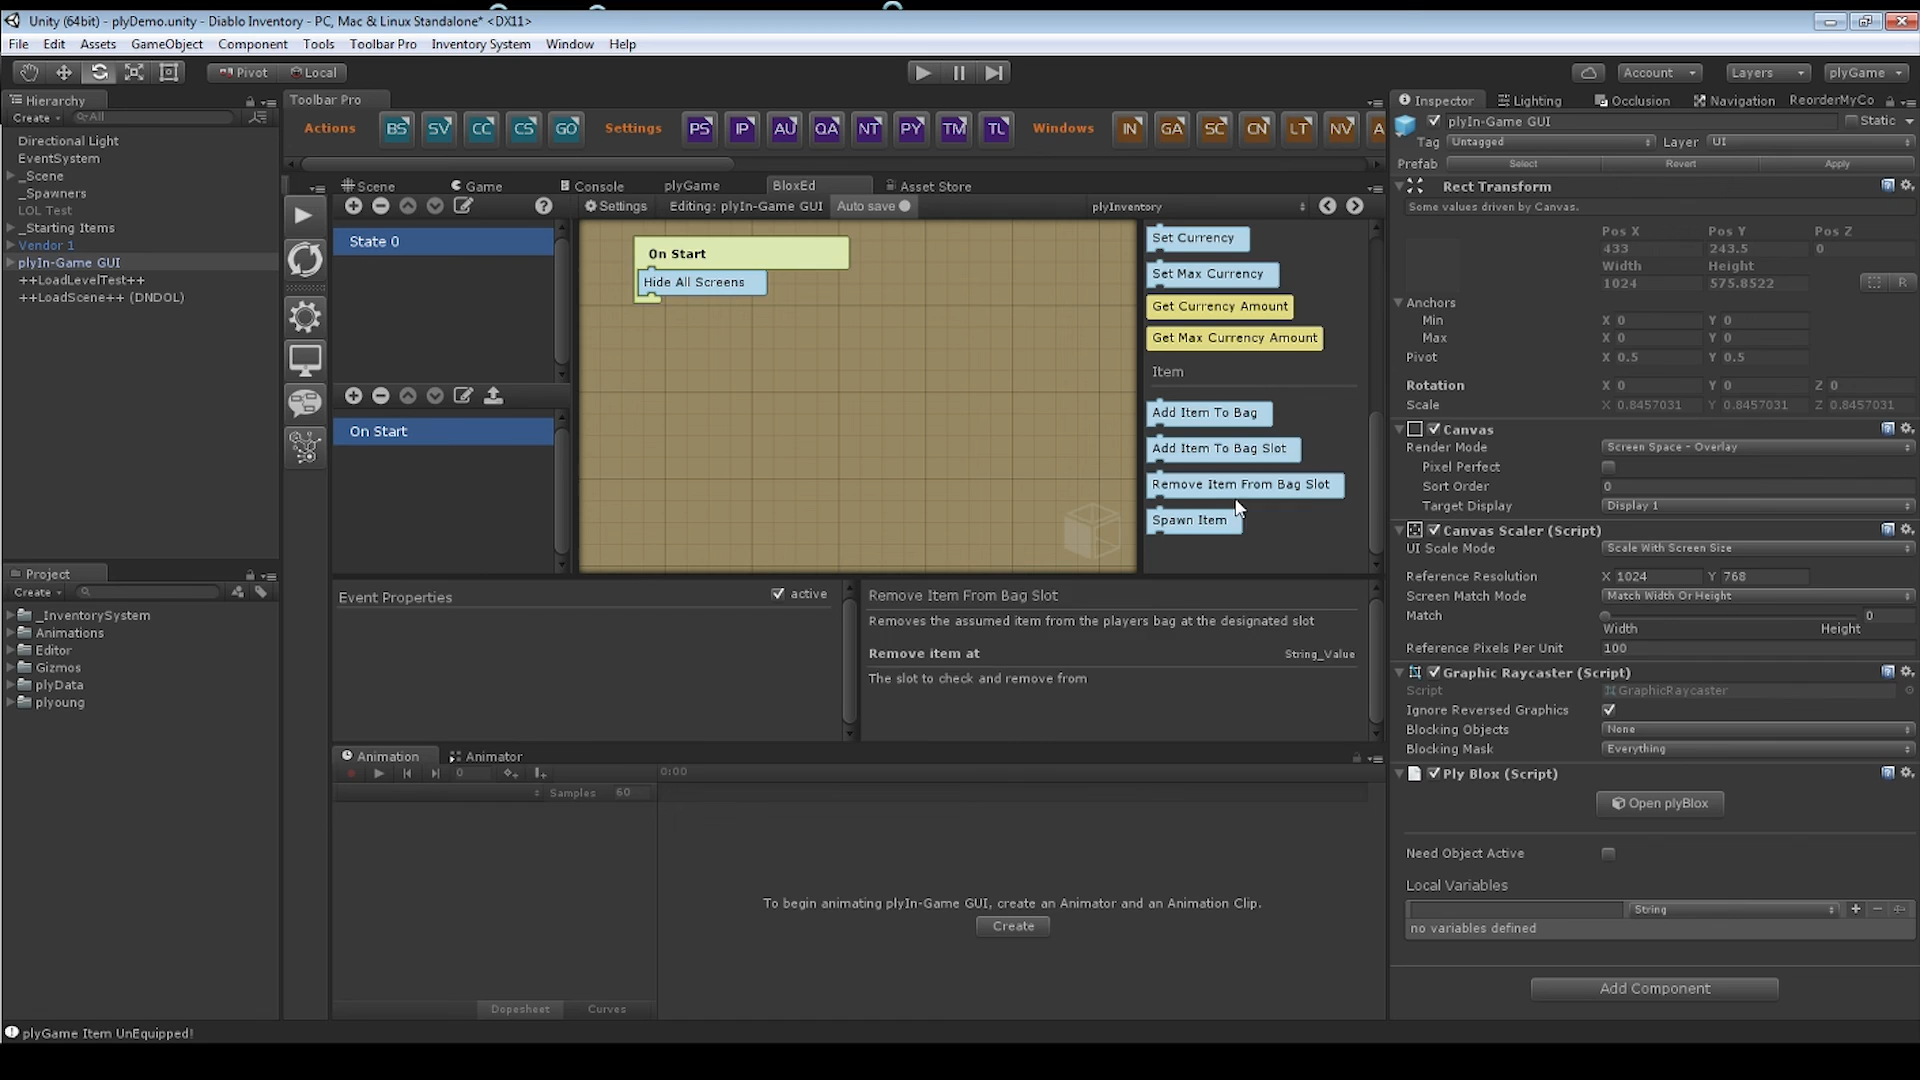 Unity (64bit) - plyDemo.unity - Diablo Inventory - PC, Mac & Linux Standalone* <DX11>
File Edit Assets GameObject Component Tools Toolbar Pro Inventory System Window Help
Pivot Local Account Layers plyGame
Hierarchy
Create All
Directional Light
EventSystem
_Scene
_Spawners
LOL Test
_Starting Items
Vendor 1
plyIn-Game GUI
++LoadLevelTest++
++LoadScene++ (DNDOL)
Project
Create
_InventorySystem
Animations
Editor
Gizmos
plyData
plyoung
plyGame Item UnEquipped!
Toolbar Pro
Actions BS SV CC CS GO Settings PS IP AU QA NT PY TM TL Windows IN GA SC CN LT NV A
Scene Game Console plyGame BloxEd Asset Store
Settings Editing: plyIn-Game GUI Auto save plyInventory
State 0
On Start
On Start
Hide All Screens
Set Currency
Set Max Currency
Get Currency Amount
Get Max Currency Amount
Item
Add Item To Bag
Add Item To Bag Slot
Remove Item From Bag Slot
Spawn Item
Event Properties active
Remove Item From Bag Slot
Removes the assumed item from the players bag at the designated slot
Remove item at String_Value
The slot to check and remove from
Animation Animator
0 0:00
Samples 60
To begin animating plyIn-Game GUI, create an Animator and an Animation Clip.
Create
Dopesheet Curves
Inspector Lighting Occlusion Navigation ReorderMyCo
plyIn-Game GUI Static
Tag Untagged Layer UI
Prefab Select Revert Apply
Rect Transform
Some values driven by Canvas.
Pos X Pos Y Pos Z
433 243.5 0
Width Height
1024 575.8522 R
Anchors
Min X 0 Y 0
Max X 0 Y 0
Pivot X 0.5 Y 0.5
Rotation X 0 Y 0 Z 0
Scale X 0.8457031 Y 0.8457031 Z 0.8457031
Canvas
Render Mode Screen Space - Overlay
Pixel Perfect
Sort Order 0
Target Display Display 1
Canvas Scaler (Script)
UI Scale Mode Scale With Screen Size
Reference Resolution X 1024 Y 768
Screen Match Mode Match Width Or Height
Match 0
Width Height
Reference Pixels Per Unit 100
Graphic Raycaster (Script)
Script GraphicRaycaster
Ignore Reversed Graphics
Blocking Objects None
Blocking Mask Everything
Ply Blox (Script)
Open plyBlox
Need Object Active
Local Variables
String
no variables defined
Add Component